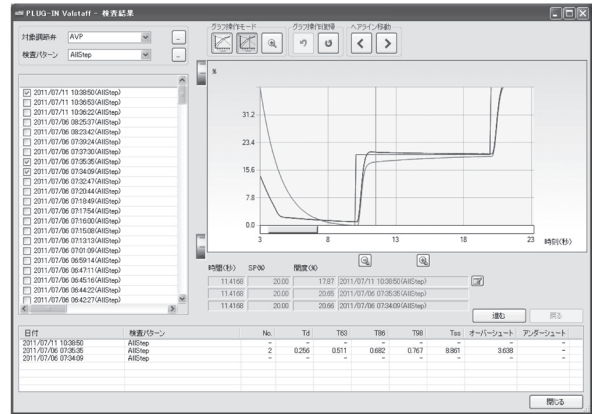 PLUG-IN Valstaff - 検査結果
対象調節弁 AVP
検査パターン AllStep
グラフ操作モード グラフ操作復帰 ヘアライン移動
2011/07/11 10:38:50(AllStep)
2011/07/11 10:36:53(AllStep)
2011/07/11 10:36:22(AllStep)
2011/07/06 08:25:37(AllStep)
2011/07/06 08:23:42(AllStep)
2011/07/06 07:39:24(AllStep)
2011/07/06 07:37:30(AllStep)
2011/07/06 07:35:35(AllStep)
2011/07/06 07:34:09(AllStep)
2011/07/06 07:32:47(AllStep)
2011/07/06 07:20:44(AllStep)
2011/07/06 07:18:49(AllStep)
2011/07/06 07:17:54(AllStep)
2011/07/06 07:16:00(AllStep)
2011/07/06 07:15:08(AllStep)
2011/07/06 07:13:13(AllStep)
2011/07/06 07:01:09(AllStep)
2011/07/06 06:59:14(AllStep)
2011/07/06 06:47:11(AllStep)
2011/07/06 06:45:16(AllStep)
2011/07/06 06:44:22(AllStep)
2011/07/06 06:42:27(AllStep)
%
31.2
23.4
15.6
7.8
0.0
3 8 13 18 23 時刻(秒)
時間(秒) SP(%) 開度(%)
11.4168 20.00 17.87 2011/07/11 10:38:50(AllStep)
11.4168 20.00 20.65 2011/07/06 07:35:35(AllStep)
11.4168 20.00 20.66 2011/07/06 07:34:09(AllStep)
進む 戻る
日付 検査パターン No. Td T63 T86 T98 Tss オーバーシュート アンダーシュート
2011/07/11 10:38:50 AllStep - - - - - - - -
2011/07/06 07:35:35 AllStep 2 0.256 0.511 0.682 0.767 8.861 3.638 -
2011/07/06 07:34:09 AllStep - - - - - - - -
閉じる